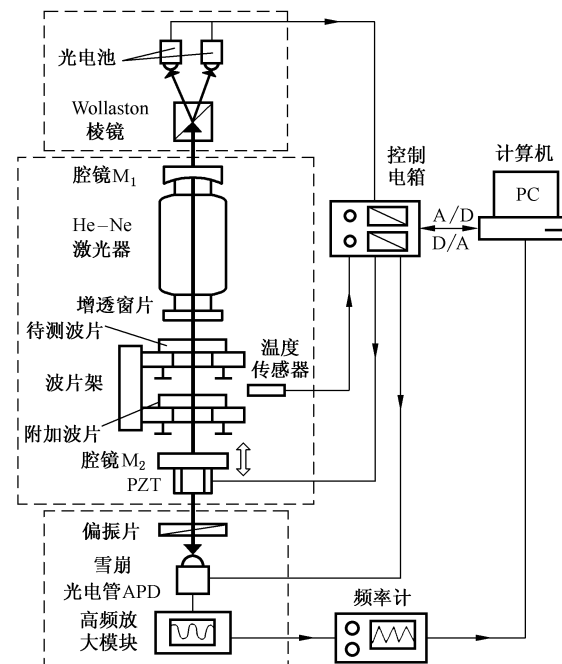 光电池
Wollaston
棱镜
腔镜M₁
He-Ne
激光器
增透窗片
待测波片
波片架
附加波片
温度
传感器
腔镜M₂
PZT
偏振片
雪崩
光电管APD
高频放
大模块
控制
电箱
A/D
D/A
计算机
PC
频率计